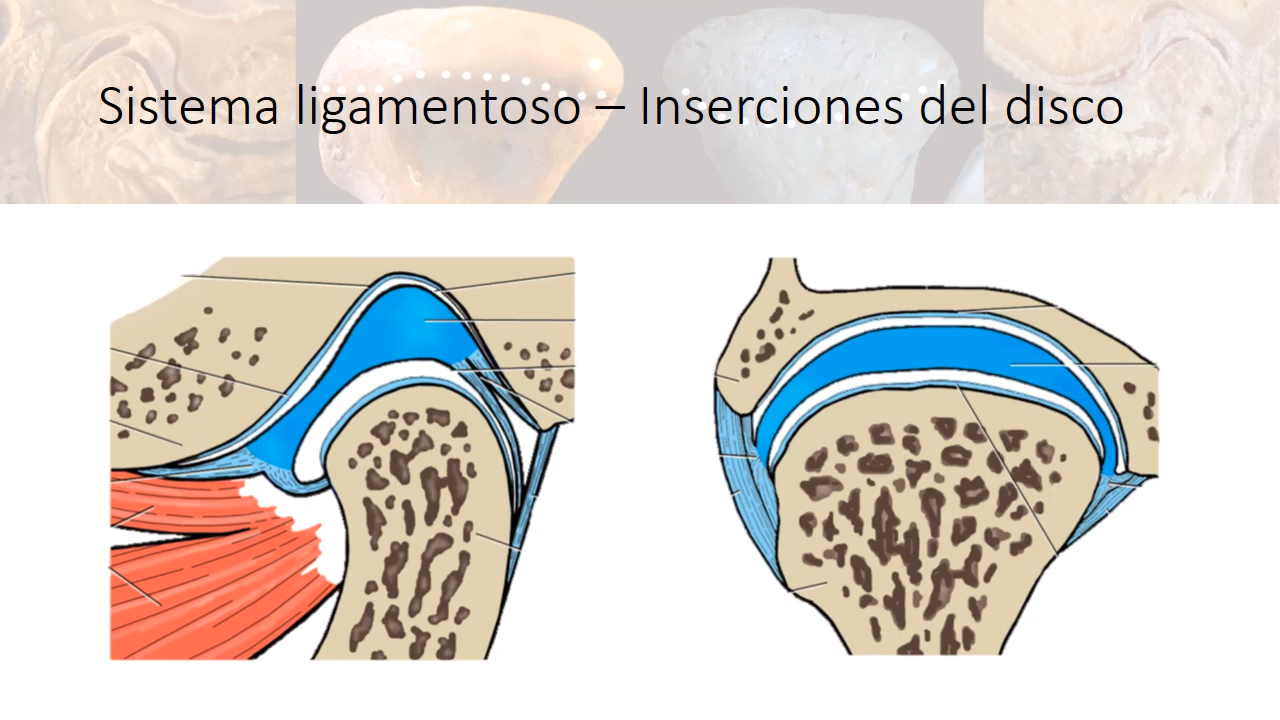 Sistema ligamentoso – Inserciones del disco